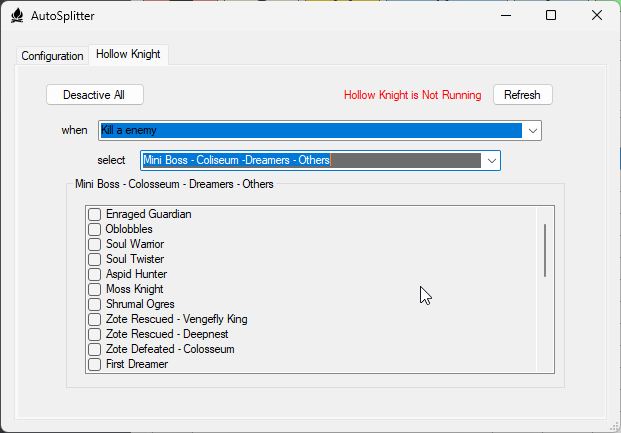 AutoSplitter
Configuration
Hollow Knight
Desactive All
Hollow Knight is Not Running
Refresh
when
Kill a enemy
select
Mini Boss - Coliseum -Dreamers - Others
Mini Boss - Colosseum - Dreamers - Others
Enraged Guardian
Oblobbles
Soul Warrior
Soul Twister
Aspid Hunter
Moss Knight
Shrumal Ogres
Zote Rescued - Vengefly King
Zote Rescued - Deepnest
Zote Defeated - Colosseum
First Dreamer